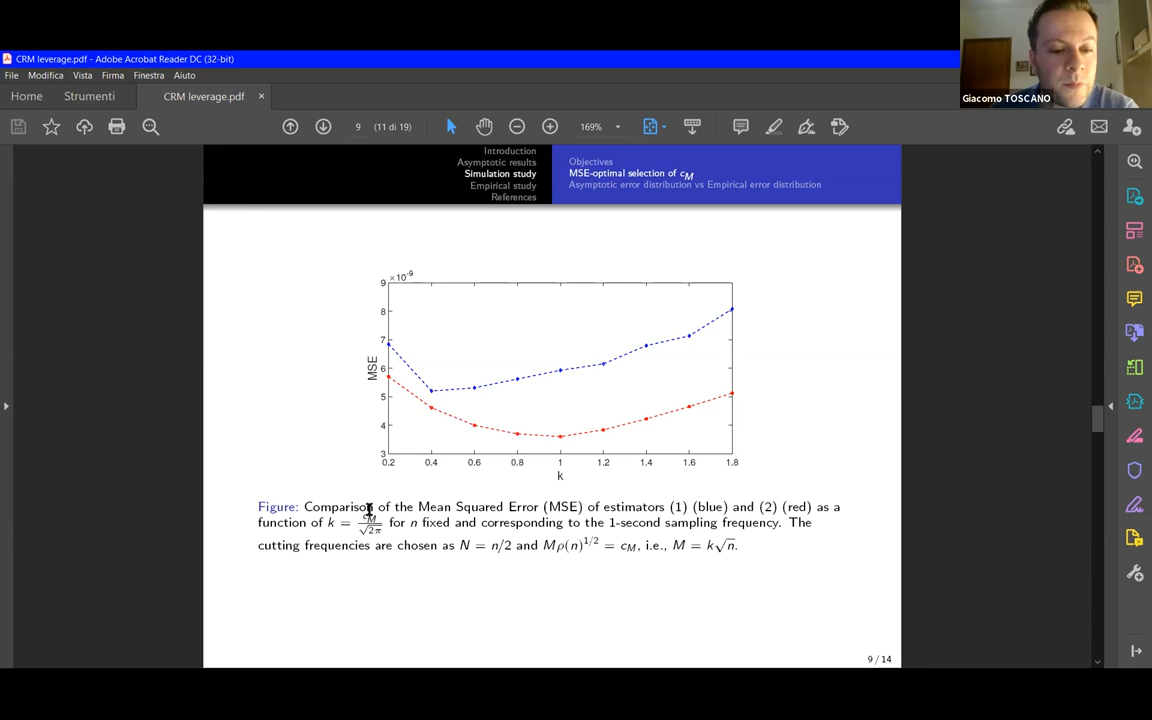 CRM leverage.pdf - Adobe Acrobat Reader DC (32-bit)
File Modifica Vista Firma Finestra Aiuto
Home Strumenti CRM leverage.pdf ×
9 (11 di 19) 169%
Giacomo TOSCANO
Introduction
Asymptotic results
Simulation study
Empirical study
References
Objectives
MSE-optimal selection of c_M
Asymptotic error distribution vs Empirical error distribution
×10^-9
9
8
7
6
5
4
3
MSE
0.2 0.4 0.6 0.8 1 1.2 1.4 1.6 1.8
k
Figure: Comparison of the Mean Squared Error (MSE) of estimators (1) (blue) and (2) (red) as a
function of k = c_M/√2π for n fixed and corresponding to the 1-second sampling frequency. The
cutting frequencies are chosen as N = n/2 and Mρ(n)^1/2 = c_M, i.e., M = k√n.
9 / 14